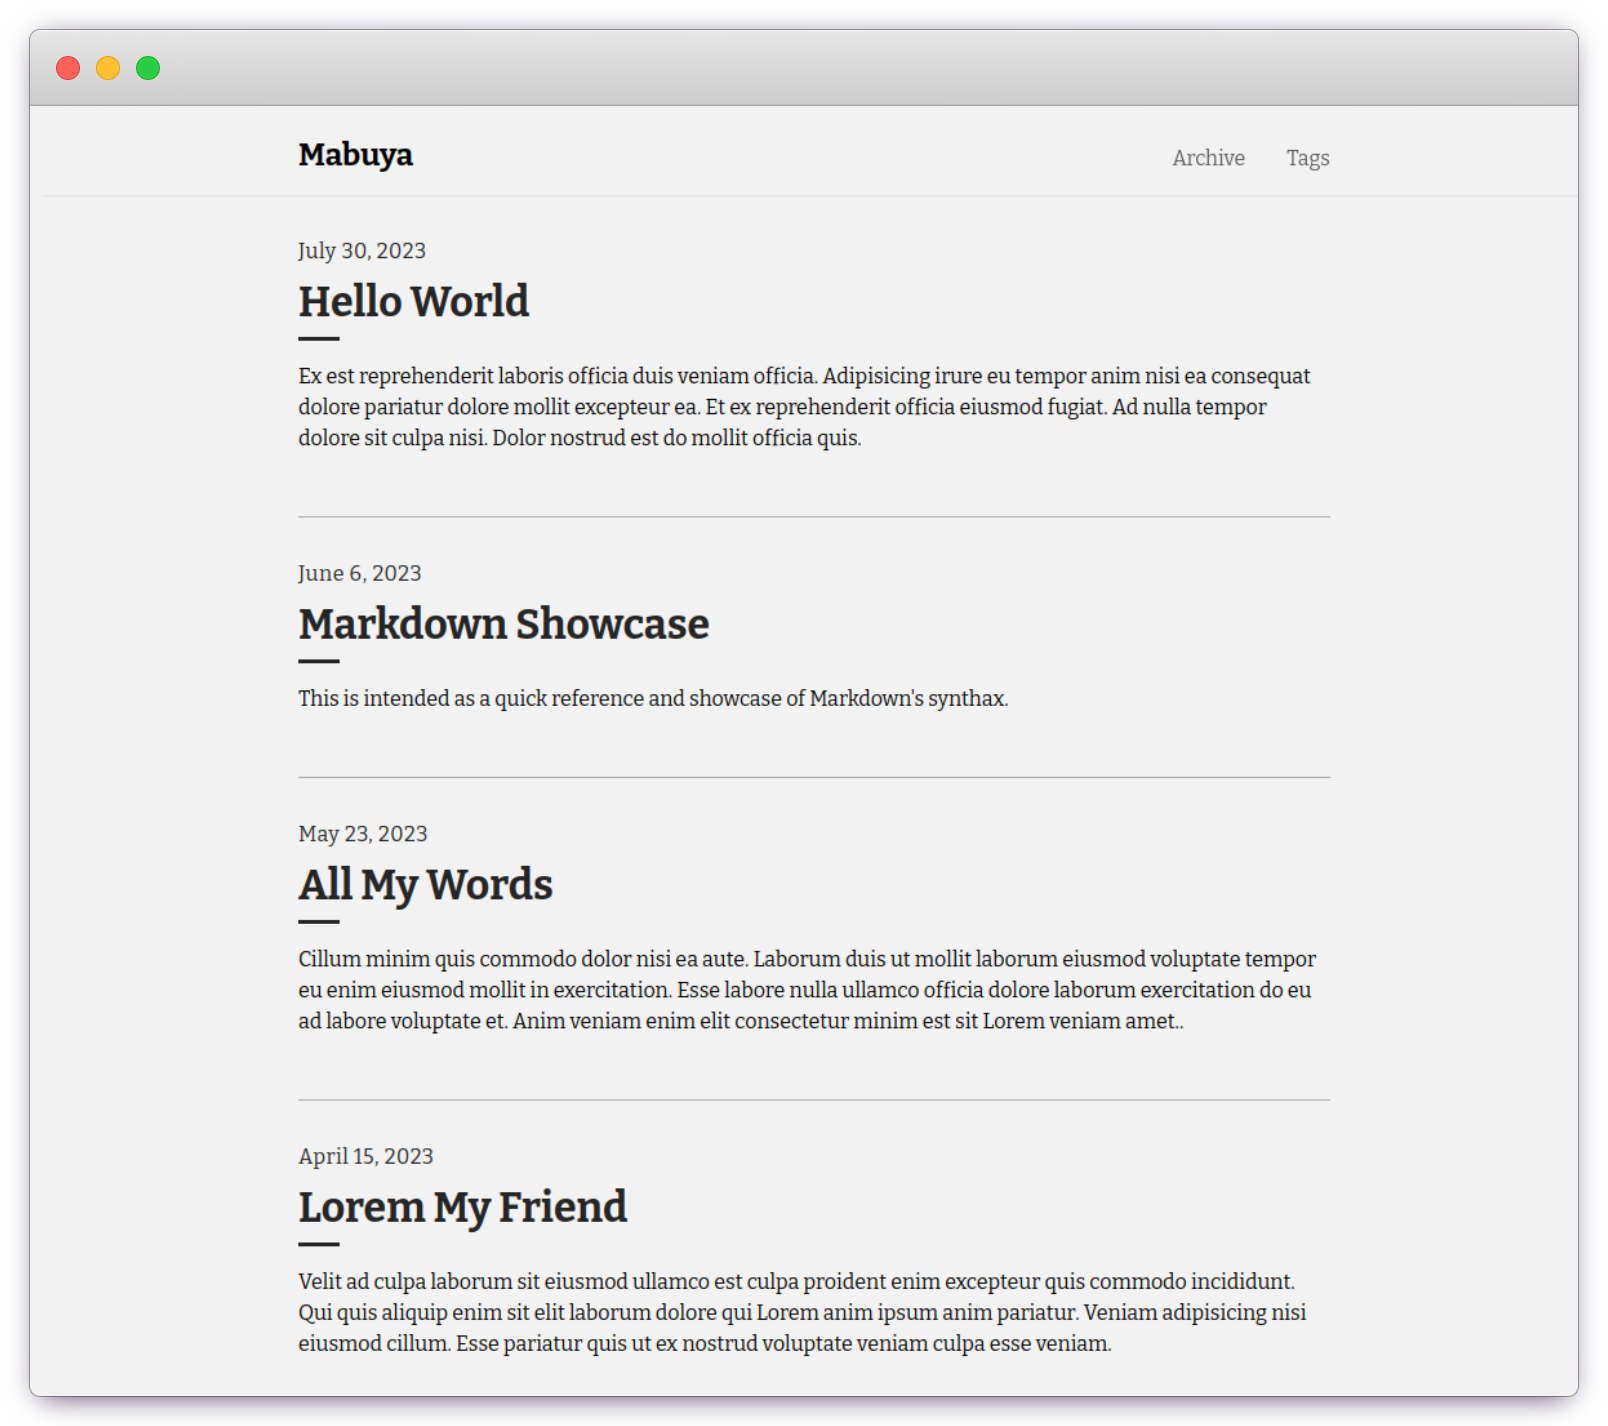 Mabuya
Archive
Tags
July 30, 2023
Hello World
Ex est reprehenderit laboris officia duis veniam officia. Adipisicing irure eu tempor anim nisi ea consequat
dolore pariatur dolore mollit excepteur ea. Et ex reprehenderit officia eiusmod fugiat. Ad nulla tempor
dolore sit culpa nisi. Dolor nostrud est do mollit officia quis.
June 6, 2023
Markdown Showcase
This is intended as a quick reference and showcase of Markdown's synthax.
May 23, 2023
All My Words
Cillum minim quis commodo dolor nisi ea aute. Laborum duis ut mollit laborum eiusmod voluptate tempor
eu enim eiusmod mollit in exercitation. Esse labore nulla ullamco officia dolore laborum exercitation do eu
ad labore voluptate et. Anim veniam enim elit consectetur minim est sit Lorem veniam amet..
April 15, 2023
Lorem My Friend
Velit ad culpa laborum sit eiusmod ullamco est culpa proident enim excepteur quis commodo incididunt.
Qui quis aliquip enim sit elit laborum dolore qui Lorem anim ipsum anim pariatur. Veniam adipisicing nisi
eiusmod cillum. Esse pariatur quis ut ex nostrud voluptate veniam culpa esse veniam.